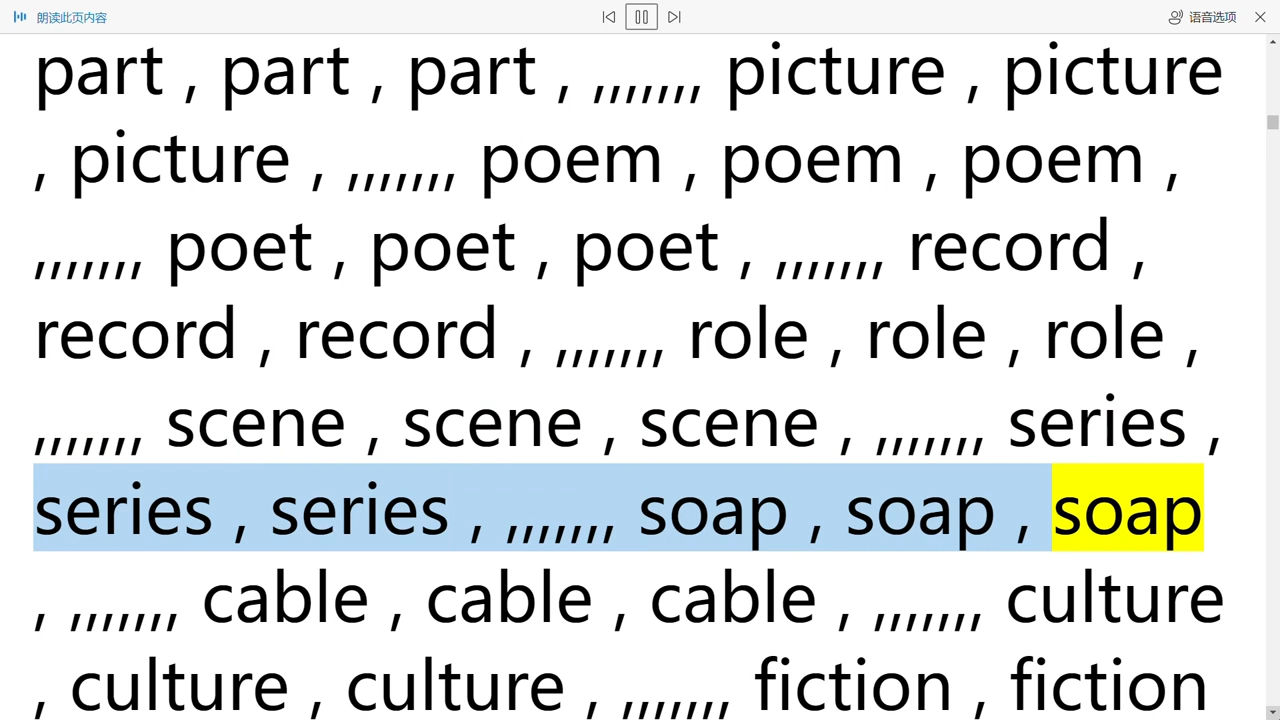 朗读此页内容 语音选项
part , part , part , ,,,,,,, picture , picture
, picture , ,,,,,,, poem , poem , poem ,
,,,,,,, poet , poet , poet , ,,,,,,, record ,
record , record , ,,,,,,, role , role , role ,
,,,,,,, scene , scene , scene , ,,,,,,, series ,
series , series , ,,,,,,, soap , soap , soap
, ,,,,,,, cable , cable , cable , ,,,,,,, culture
, culture , culture , ,,,,,,, fiction , fiction